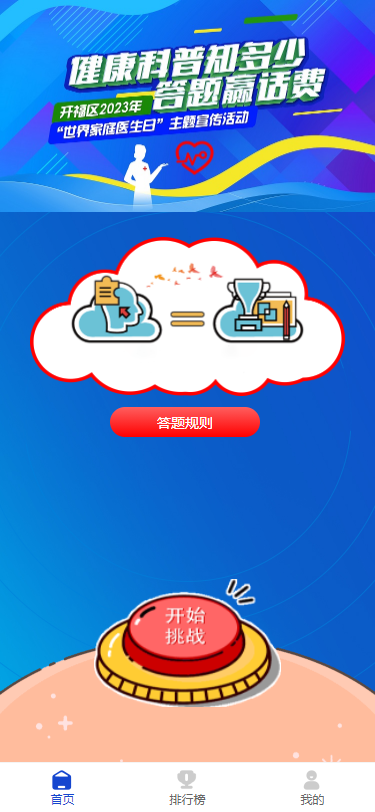 健康科普知多少
答题赢话费
开福区2023年
“世界家庭医生日”主题宣传活动
答题规则
开始
挑战
首页
排行榜
我的